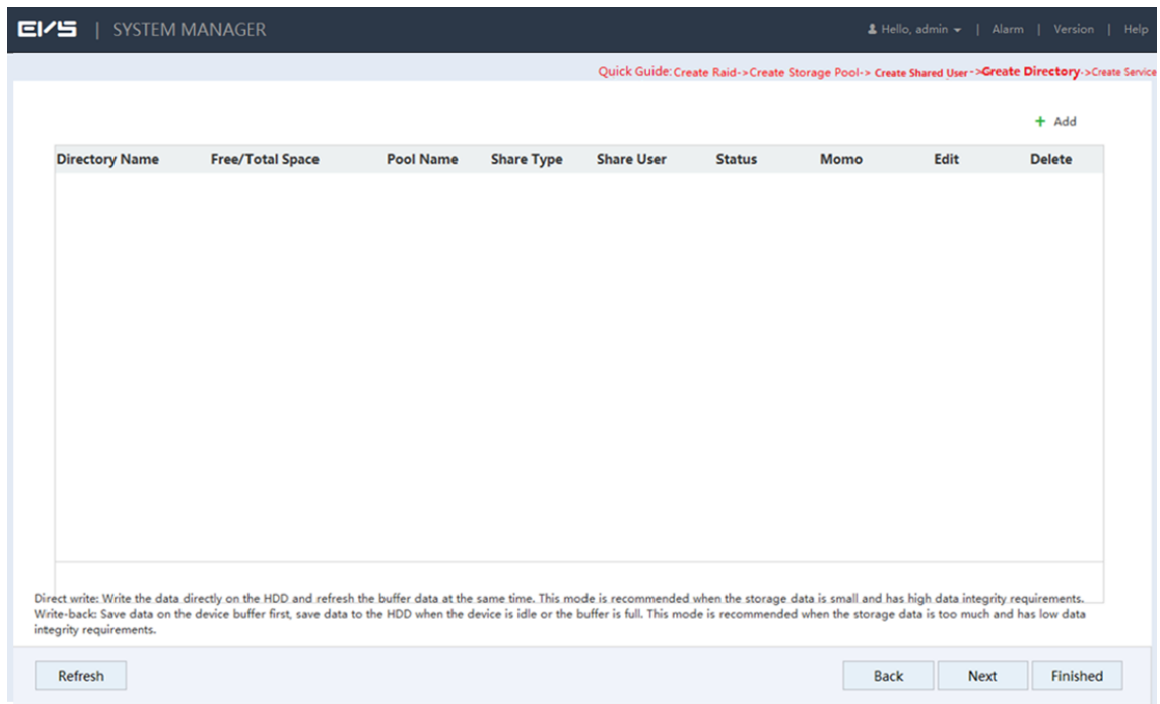 EVS | SYSTEM MANAGER Hello, admin | Alarm | Version | Help
Quick Guide: Create Raid->Create Storage Pool-> Create Shared User ->Greate Directory->Create Service
+ Add
Directory Name Free/Total Space Pool Name Share Type Share User Status Momo Edit Delete
Direct write: Write the data directly on the HDD and refresh the buffer data at the same time. This mode is recommended when the storage data is small and has high data integrity requirements.
Write-back: Save data on the device buffer first, save data to the HDD when the device is idle or the buffer is full. This mode is recommended when the storage data is too much and has low data
integrity requirements.
Refresh Back Next Finished